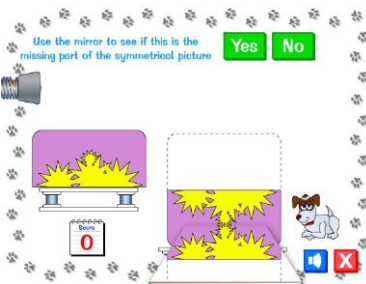 Use the mirror to see if this is the
missing part of the symmetrical picture
Yes No
Score
0
X